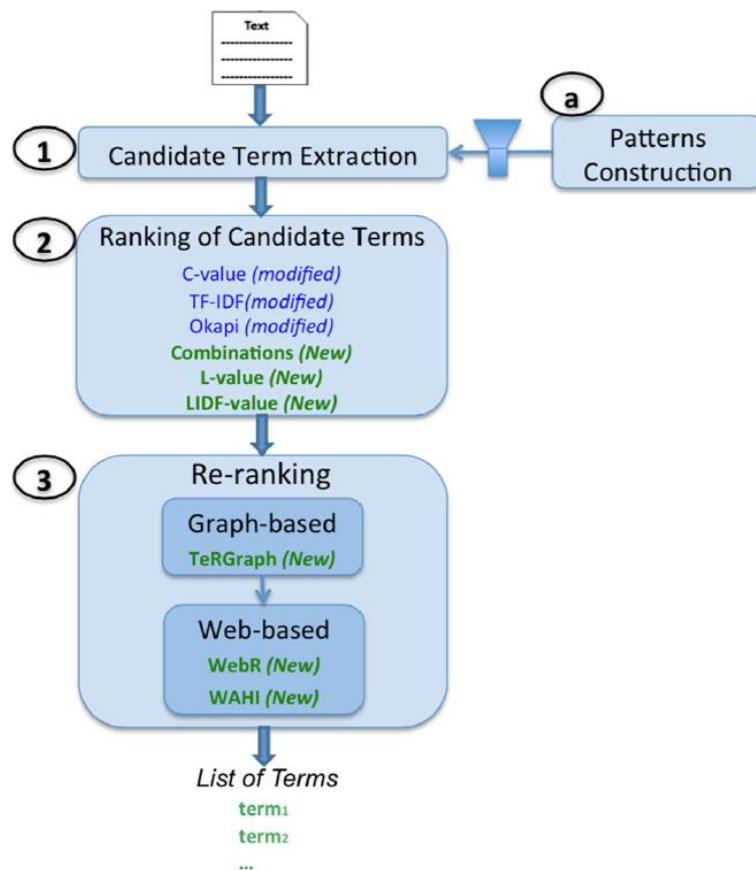 Text
a
Patterns
Construction
1
Candidate Term Extraction
2
Ranking of Candidate Terms
C-value (modified)
TF-IDF(modified)
Okapi (modified)
Combinations (New)
L-value (New)
LIDF-value (New)
3
Re-ranking
Graph-based
TeRGraph (New)
Web-based
WebR (New)
WAHI (New)
List of Terms
term₁
term₂
...